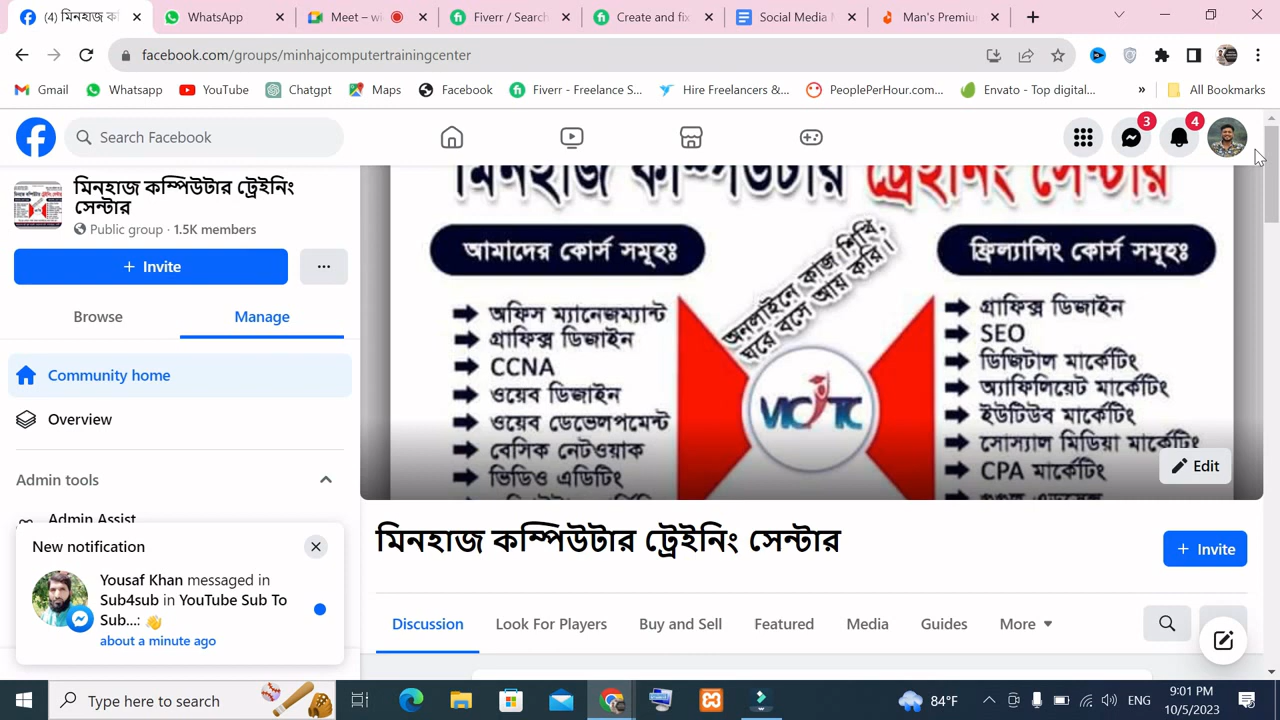 (4) মিনহাজ ক
WhatsApp
Meet – wi
Fiverr / Search
Create and fix
Social Media
Man's Premiu
facebook.com/groups/minhajcomputertrainingcenter
Gmail
Whatsapp
YouTube
Chatgpt
Maps
Facebook
Fiverr - Freelance S...
Hire Freelancers &...
PeoplePerHour.com...
Envato - Top digital...
»
All Bookmarks
Search Facebook
3
4
মিনহাজ কম্পিউটার ট্রেইনিং
সেন্টার
Public group · 1.5K members
+ Invite
...
Browse
Manage
Community home
Overview
Admin tools
Admin Assist
New notification
Yousaf Khan messaged in
Sub4sub in YouTube Sub To
Sub...: 👋
about a minute ago
মিনহাজ কম্পিউটার ট্রেইনিং সেন্টার
আমাদের কোর্স সমূহঃ
অফিস ম্যানেজম্যান্ট
গ্রাফিক্স ডিজাইন
CCNA
ওয়েব ডিজাইন
ওয়েব ডেভেলপমেন্ট
বেসিক নেটওয়াক
ভিডিও এডিটিং
অনলাইনে কাজ শিখি,
ঘরে বসে আয় করি।
ফ্রিল্যান্সিং কোর্স সমূহঃ
গ্রাফিক্স ডিজাইন
SEO
ডিজিটাল মার্কেটিং
অ্যাফিলিয়েট মার্কেটিং
ইউটিউব মার্কেটিং
সোস্যাল মিডিয়া মার্কেটিং
CPA মার্কেটিং
Edit
মিনহাজ কম্পিউটার ট্রেইনিং সেন্টার
+ Invite
Discussion
Look For Players
Buy and Sell
Featured
Media
Guides
More
Type here to search
84°F
ENG
9:01 PM
10/5/2023